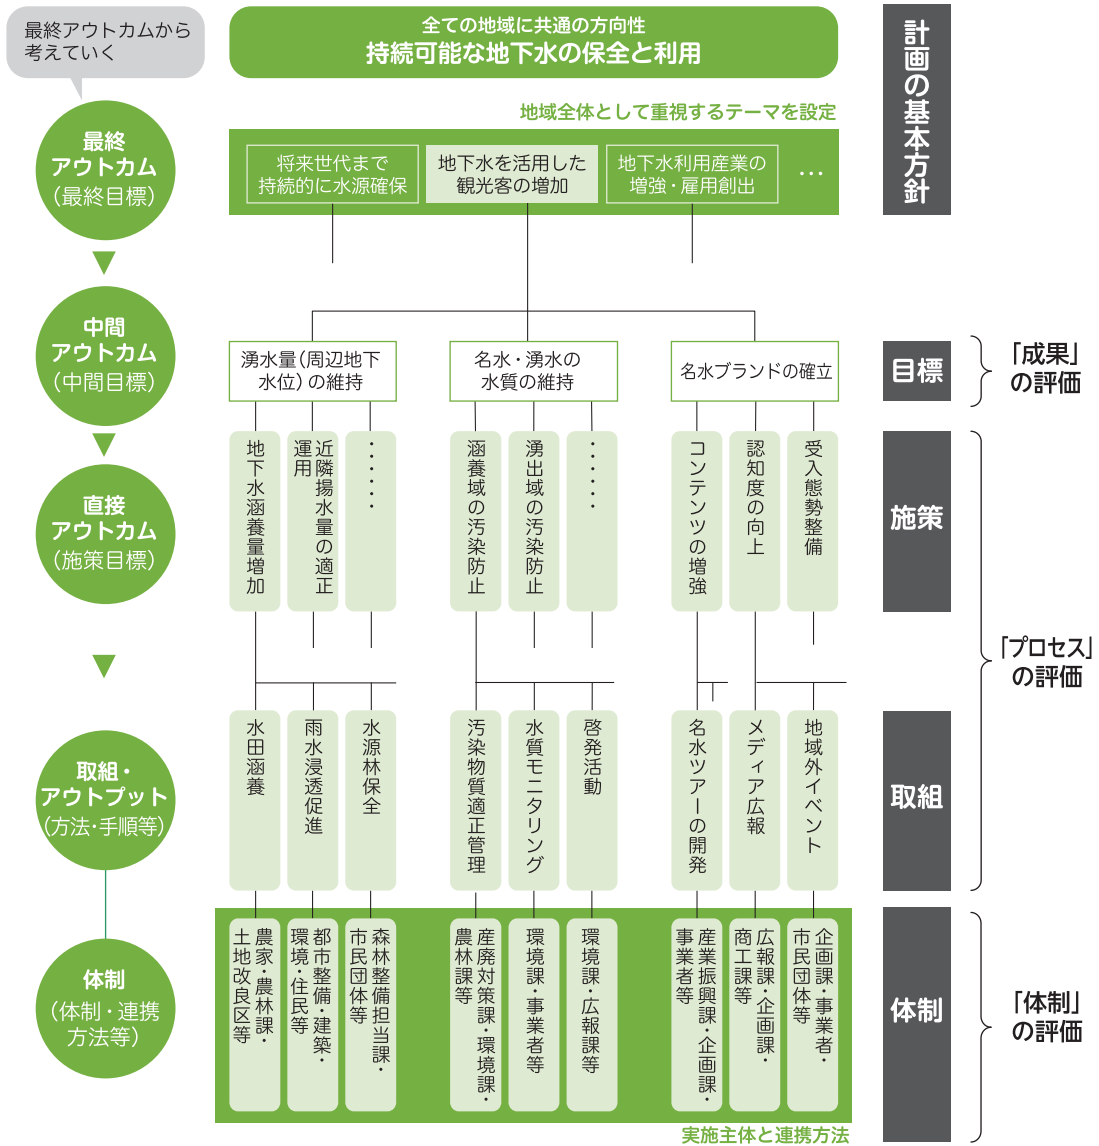 最終アウトカムから
考えていく
全ての地域に共通の方向性
持続可能な地下水の保全と利用
計画の基本方針
地域全体として重視するテーマを設定
最終
アウトカム
(最終目標)
将来世代まで
持続的に水源確保
地下水を活用した
観光客の増加
地下水利用産業の
増強・雇用創出
…
中間
アウトカム
(中間目標)
湧水量(周辺地下
水位)の維持
名水・湧水の
水質の維持
名水ブランドの確立
目標
「成果」
の評価
直接
アウトカム
(施策目標)
地下水涵養量増加
近隣揚水量の適正
運用
・・・・・・
涵養域の汚染防止
湧出域の汚染防止
・・・・・・
コンテンツの増強
認知度の向上
受入態勢整備
施策
「プロセス」
の評価
取組・
アウトプット
(方法・手順等)
水田涵養
雨水浸透促進
水源林保全
汚染物質適正管理
水質モニタリング
啓発活動
名水ツアーの開発
メディア広報
地域外イベント
取組
体制
(体制・連携
方法等)
農家・農林課・
土地改良区等
都市整備・建築・
環境・住民等
森林整備担当課・
市民団体等
産廃対策課・環境課・
農林課等
環境課・事業者等
環境課・広報課等
産業振興課・企画課・
事業者等
広報課・企画課・
商工課等
企画課・事業者・
市民団体等
体制
「体制」
の評価
実施主体と連携方法